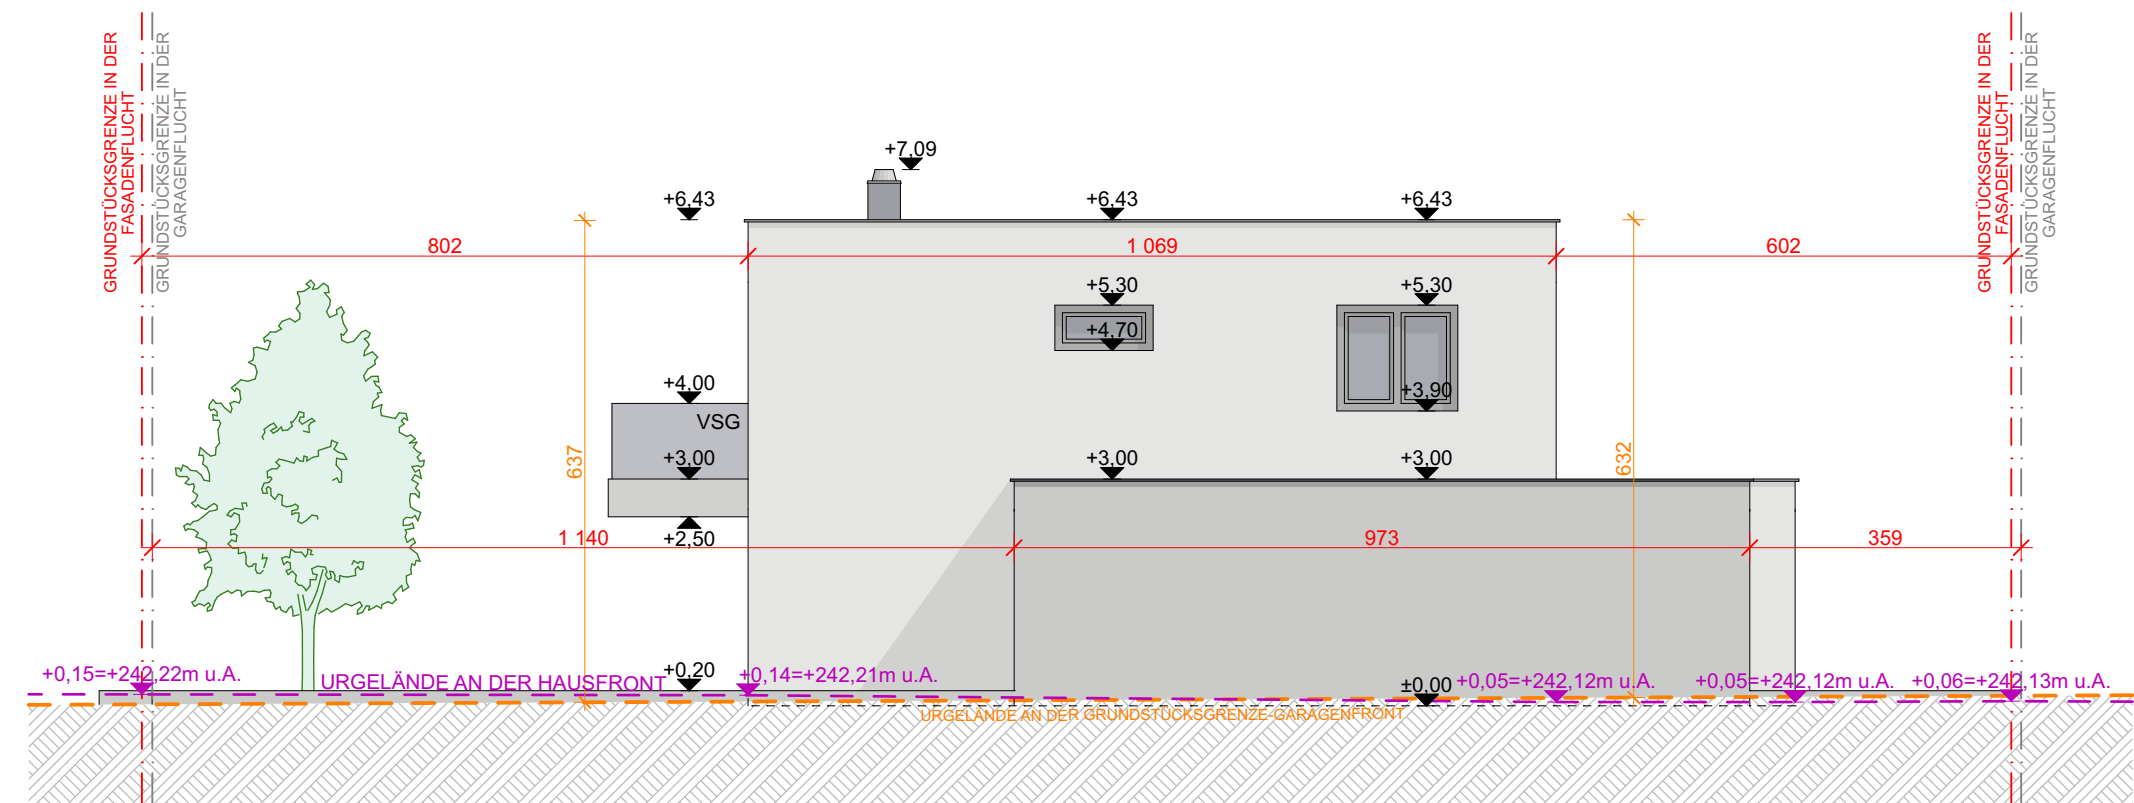 GRUNDSTÜCKSGRENZE IN DER
FASADENFLUCHT
GRUNDSTÜCKSGRENZE IN DER
GARAGENFLUCHT
GRUNDSTÜCKSGRENZE IN DER
FASADENFLUCHT
GRUNDSTÜCKSGRENZE IN DER
GARAGENFLUCHT
+7,09
+6,43
+6,43
+6,43
802
1 069
602
+5,30
+5,30
+4,70
+4,00
+3,90
VSG
637
+3,00
+3,00
+3,00
632
+2,50
1 140
973
359
+0,15=+242,22m u.A.
URGELÄNDE AN DER HAUSFRONT
+0,20
+0,14=+242,21m u.A.
±0,00
+0,05=+242,12m u.A.
+0,05=+242,12m u.A.
+0,06=+242,13m u.A.
URGELÄNDE AN DER GRUNDSTÜCKSGRENZE-GARAGENFRONT